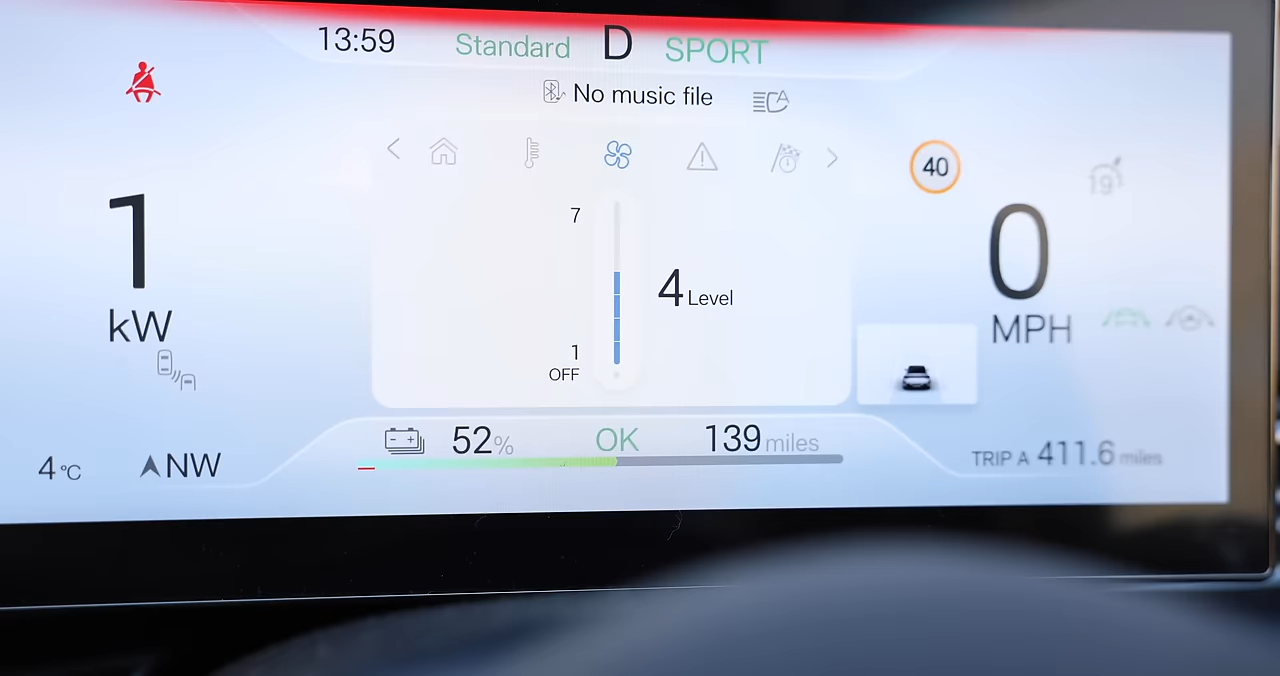 13:59 Standard D SPORT
No music file A
40
19
7
1 kW
4 Level
0 MPH
1
OFF
52% OK 139 miles
4°C NW
TRIP A 411.6 miles